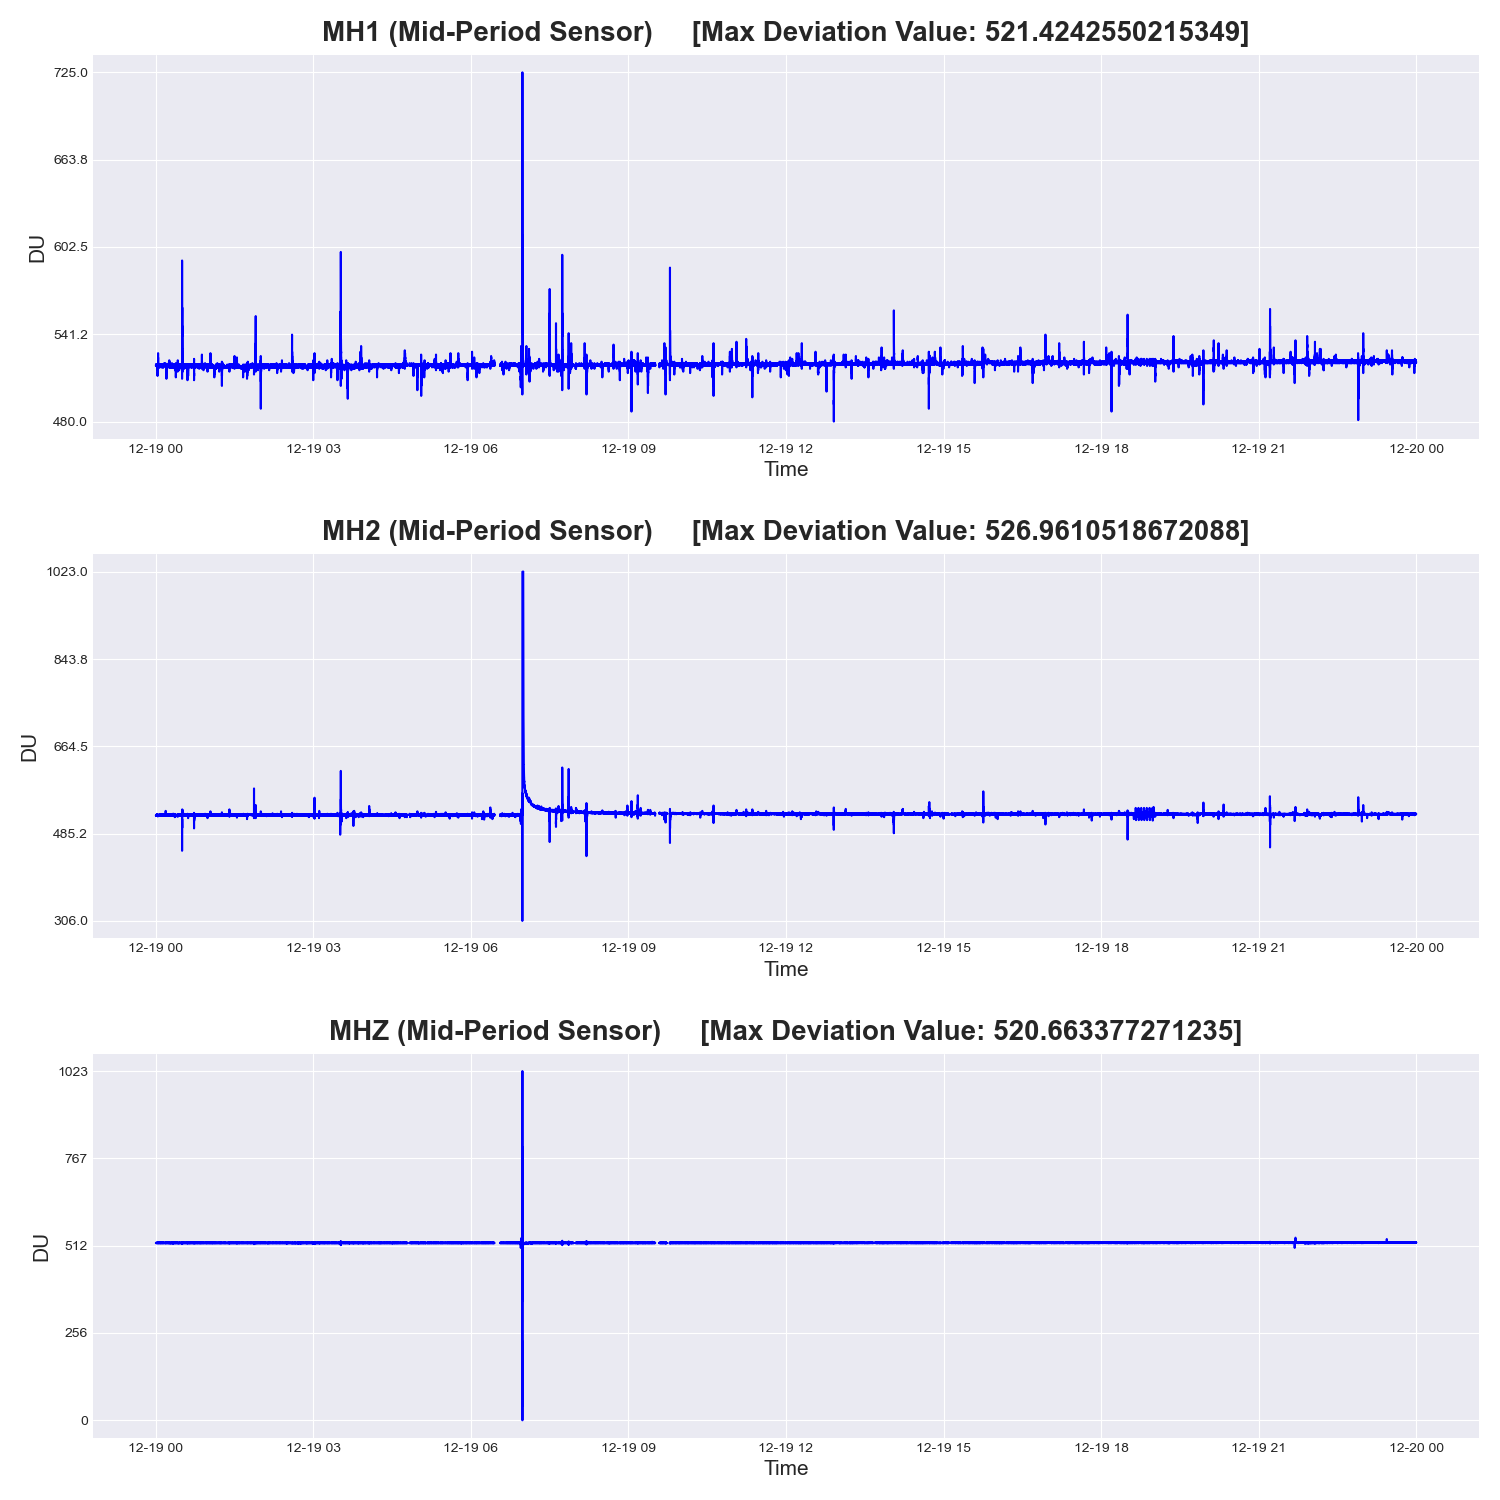 MH1 (Mid-Period Sensor) [Max Deviation Value: 521.4242550215349]
725.0
663.8
602.5
541.2
480.0
DU
12-19 00 12-19 03 12-19 06 12-19 09 12-19 12 12-19 15 12-19 18 12-19 21 12-20 00
Time
MH2 (Mid-Period Sensor) [Max Deviation Value: 526.9610518672088]
1023.0
843.8
664.5
485.2
306.0
DU
12-19 00 12-19 03 12-19 06 12-19 09 12-19 12 12-19 15 12-19 18 12-19 21 12-20 00
Time
MHZ (Mid-Period Sensor) [Max Deviation Value: 520.663377271235]
1023
767
512
256
0
DU
12-19 00 12-19 03 12-19 06 12-19 09 12-19 12 12-19 15 12-19 18 12-19 21 12-20 00
Time